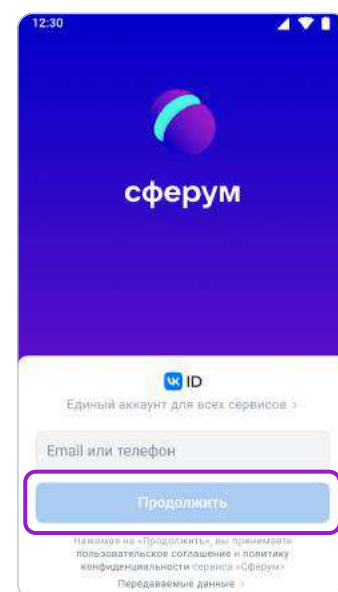 12:30
сферум
VK ID
Единый аккаунт для всех сервисов >
Email или телефон
Продолжить
Нажимая на «Продолжить», вы принимаете
пользовательское соглашение и политику
конфиденциальности сервиса «Сферум»
Передаваемые данные >